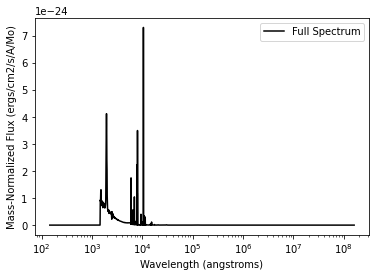 1e−24
Full Spectrum
7
6
5
4
3
2
1
0
Mass-Normalized Flux (ergs/cm2/s/A/Mo)
10² 10³ 10⁴ 10⁵ 10⁶ 10⁷ 10⁸
Wavelength (angstroms)